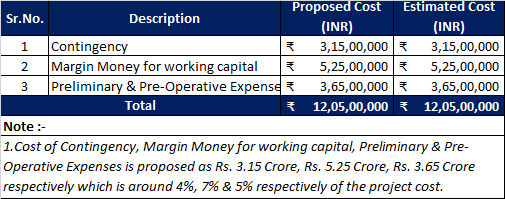 Sr.No. Description Proposed Cost (INR) Estimated Cost (INR)
1 Contingency ₹ 3,15,00,000 ₹ 3,15,00,000
2 Margin Money for working capital ₹ 5,25,00,000 ₹ 5,25,00,000
3 Preliminary & Pre-Operative Expense ₹ 3,65,00,000 ₹ 3,65,00,000
Total ₹ 12,05,00,000 ₹ 12,05,00,000
Note :-
1.Cost of Contingency, Margin Money for working capital, Preliminary & Pre-
Operative Expenses is proposed as Rs. 3.15 Crore, Rs. 5.25 Crore, Rs. 3.65 Crore
respectively which is around 4%, 7% & 5% respectively of the project cost.